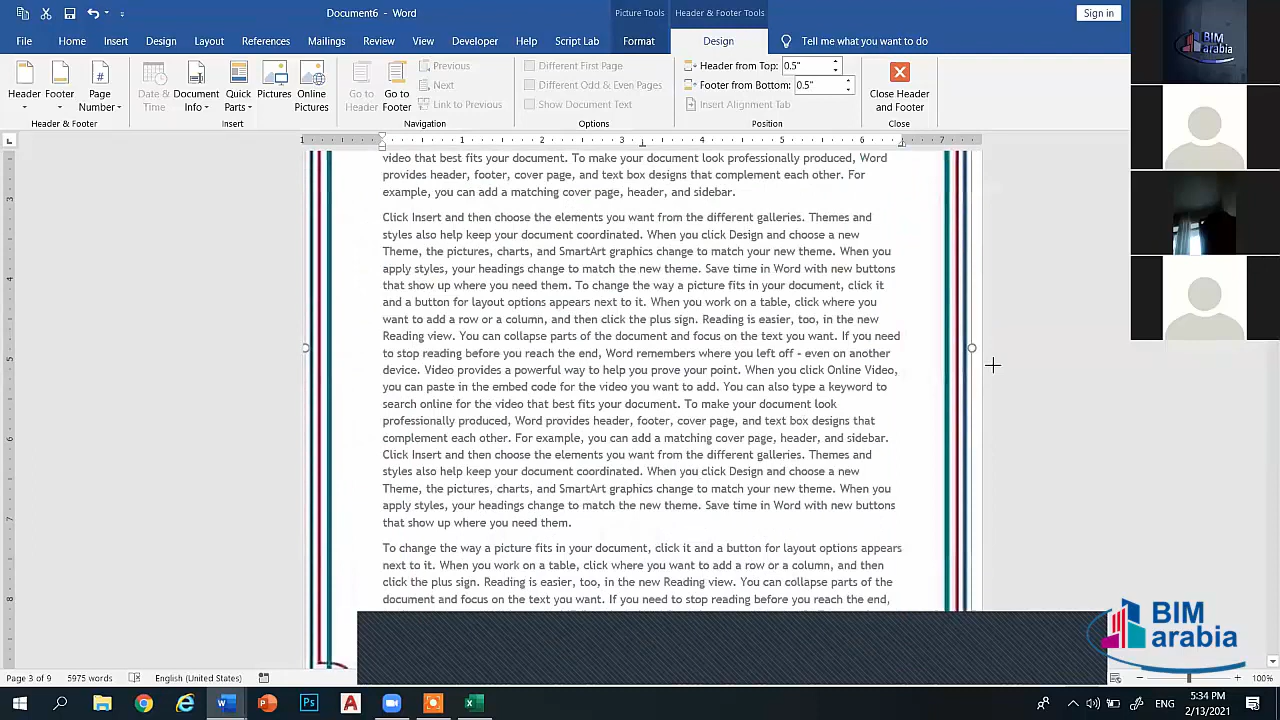 Document6 - Word
Picture Tools
Header & Footer Tools
Sign in
File Home Insert Design Layout References Mailings Review View Developer Help Script Lab Format Design Tell me what you want to do
Header
Footer
Page Number
Header & Footer
Date & Time
Document Info
Quick Parts
Pictures
Online Pictures
Insert
Go to Header
Go to Footer
Previous
Next
Link to Previous
Navigation
Different First Page
Different Odd & Even Pages
Show Document Text
Options
Header from Top: 0.5"
Footer from Bottom: 0.5"
Insert Alignment Tab
Position
Close Header and Footer
Close
1 1 2 3 4 5 6 7
3
4
5
6
7
8
video that best fits your document. To make your document look professionally produced, Word
provides header, footer, cover page, and text box designs that complement each other. For
example, you can add a matching cover page, header, and sidebar.
Click Insert and then choose the elements you want from the different galleries. Themes and
styles also help keep your document coordinated. When you click Design and choose a new
Theme, the pictures, charts, and SmartArt graphics change to match your new theme. When you
apply styles, your headings change to match the new theme. Save time in Word with new buttons
that show up where you need them. To change the way a picture fits in your document, click it
and a button for layout options appears next to it. When you work on a table, click where you
want to add a row or a column, and then click the plus sign. Reading is easier, too, in the new
Reading view. You can collapse parts of the document and focus on the text you want. If you need
to stop reading before you reach the end, Word remembers where you left off - even on another
device. Video provides a powerful way to help you prove your point. When you click Online Video,
you can paste in the embed code for the video you want to add. You can also type a keyword to
search online for the video that best fits your document. To make your document look
professionally produced, Word provides header, footer, cover page, and text box designs that
complement each other. For example, you can add a matching cover page, header, and sidebar.
Click Insert and then choose the elements you want from the different galleries. Themes and
styles also help keep your document coordinated. When you click Design and choose a new
Theme, the pictures, charts, and SmartArt graphics change to match your new theme. When you
apply styles, your headings change to match the new theme. Save time in Word with new buttons
that show up where you need them.
To change the way a picture fits in your document, click it and a button for layout options appears
next to it. When you work on a table, click where you want to add a row or a column, and then
click the plus sign. Reading is easier, too, in the new Reading view. You can collapse parts of the
document and focus on the text you want. If you need to stop reading before you reach the end,
BIM
arabia
BIM
arabia
Page 3 of 9 5975 words English (United States) 100%
ENG
5:34 PM
2/13/2021